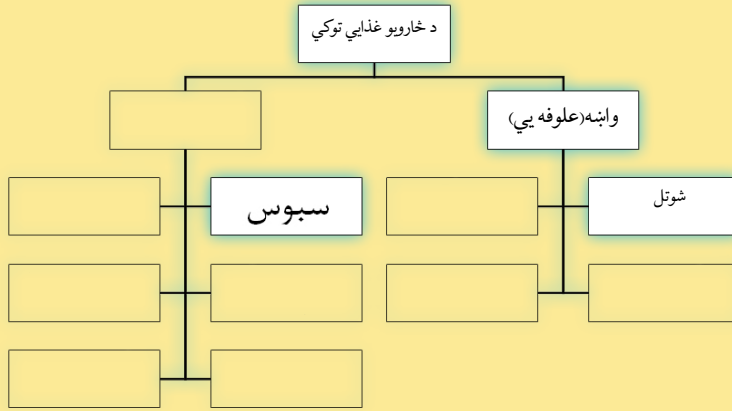 د څارويو غذايي توکي
واښه(علوفه يي)
شوتل
سبوس